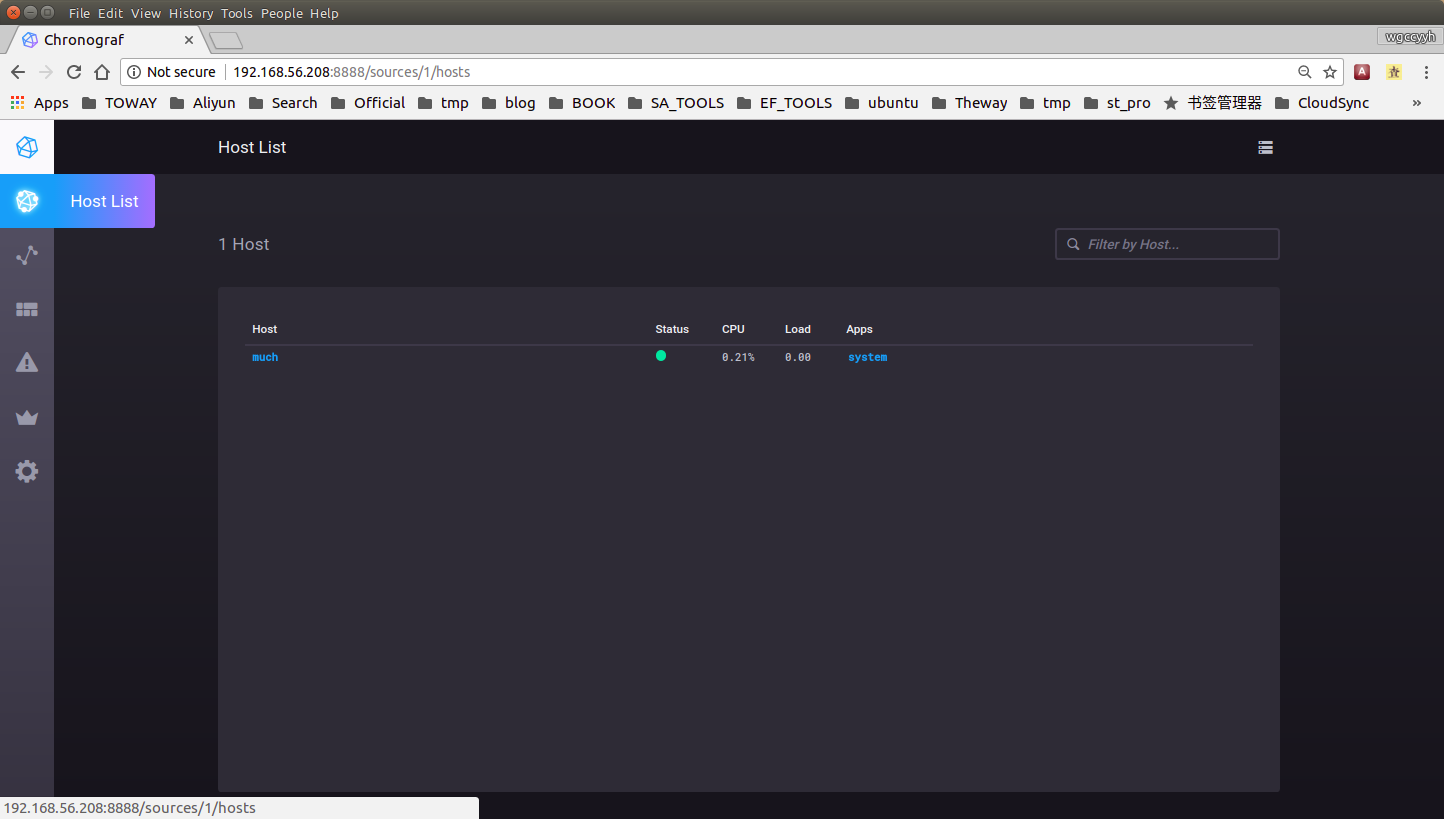 File Edit View History Tools People Help
Chronograf
wgccyyh
Not secure 192.168.56.208:8888/sources/1/hosts
Apps TOWAY Aliyun Search Official tmp blog BOOK SA_TOOLS EF_TOOLS ubuntu Theway tmp st_pro 书签管理器 CloudSync »
Host List
Host List
1 Host
Filter by Host...
Host Status CPU Load Apps
much 0.21% 0.00 system
192.168.56.208:8888/sources/1/hosts